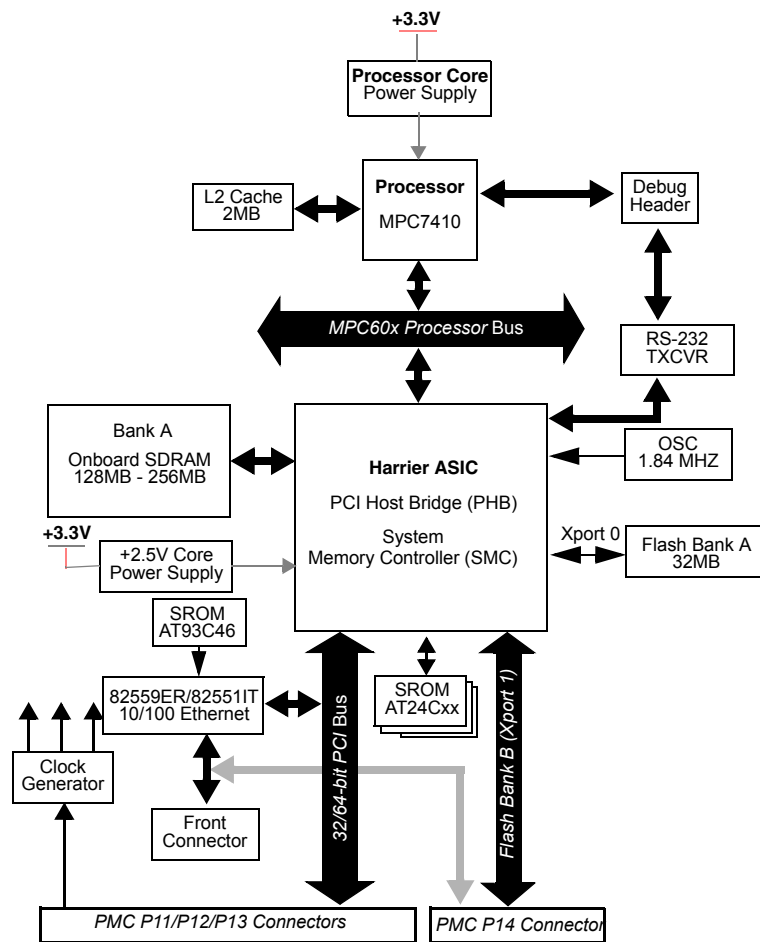 +3.3V
Processor Core
Power Supply
L2 Cache
2MB
Processor
MPC7410
Debug
Header
MPC60x Processor Bus
RS-232
TXCVR
Bank A
Onboard SDRAM
128MB - 256MB
Harrier ASIC
PCI Host Bridge (PHB)
System
Memory Controller (SMC)
OSC
1.84 MHZ
+3.3V
+2.5V Core
Power Supply
Xport 0
Flash Bank A
32MB
SROM
AT93C46
82559ER/82551IT
10/100 Ethernet
SROM
AT24Cxx
32/64-bit PCI Bus
Flash Bank B (Xport 1)
Clock
Generator
Front
Connector
PMC P11/P12/P13 Connectors
PMC P14 Connector